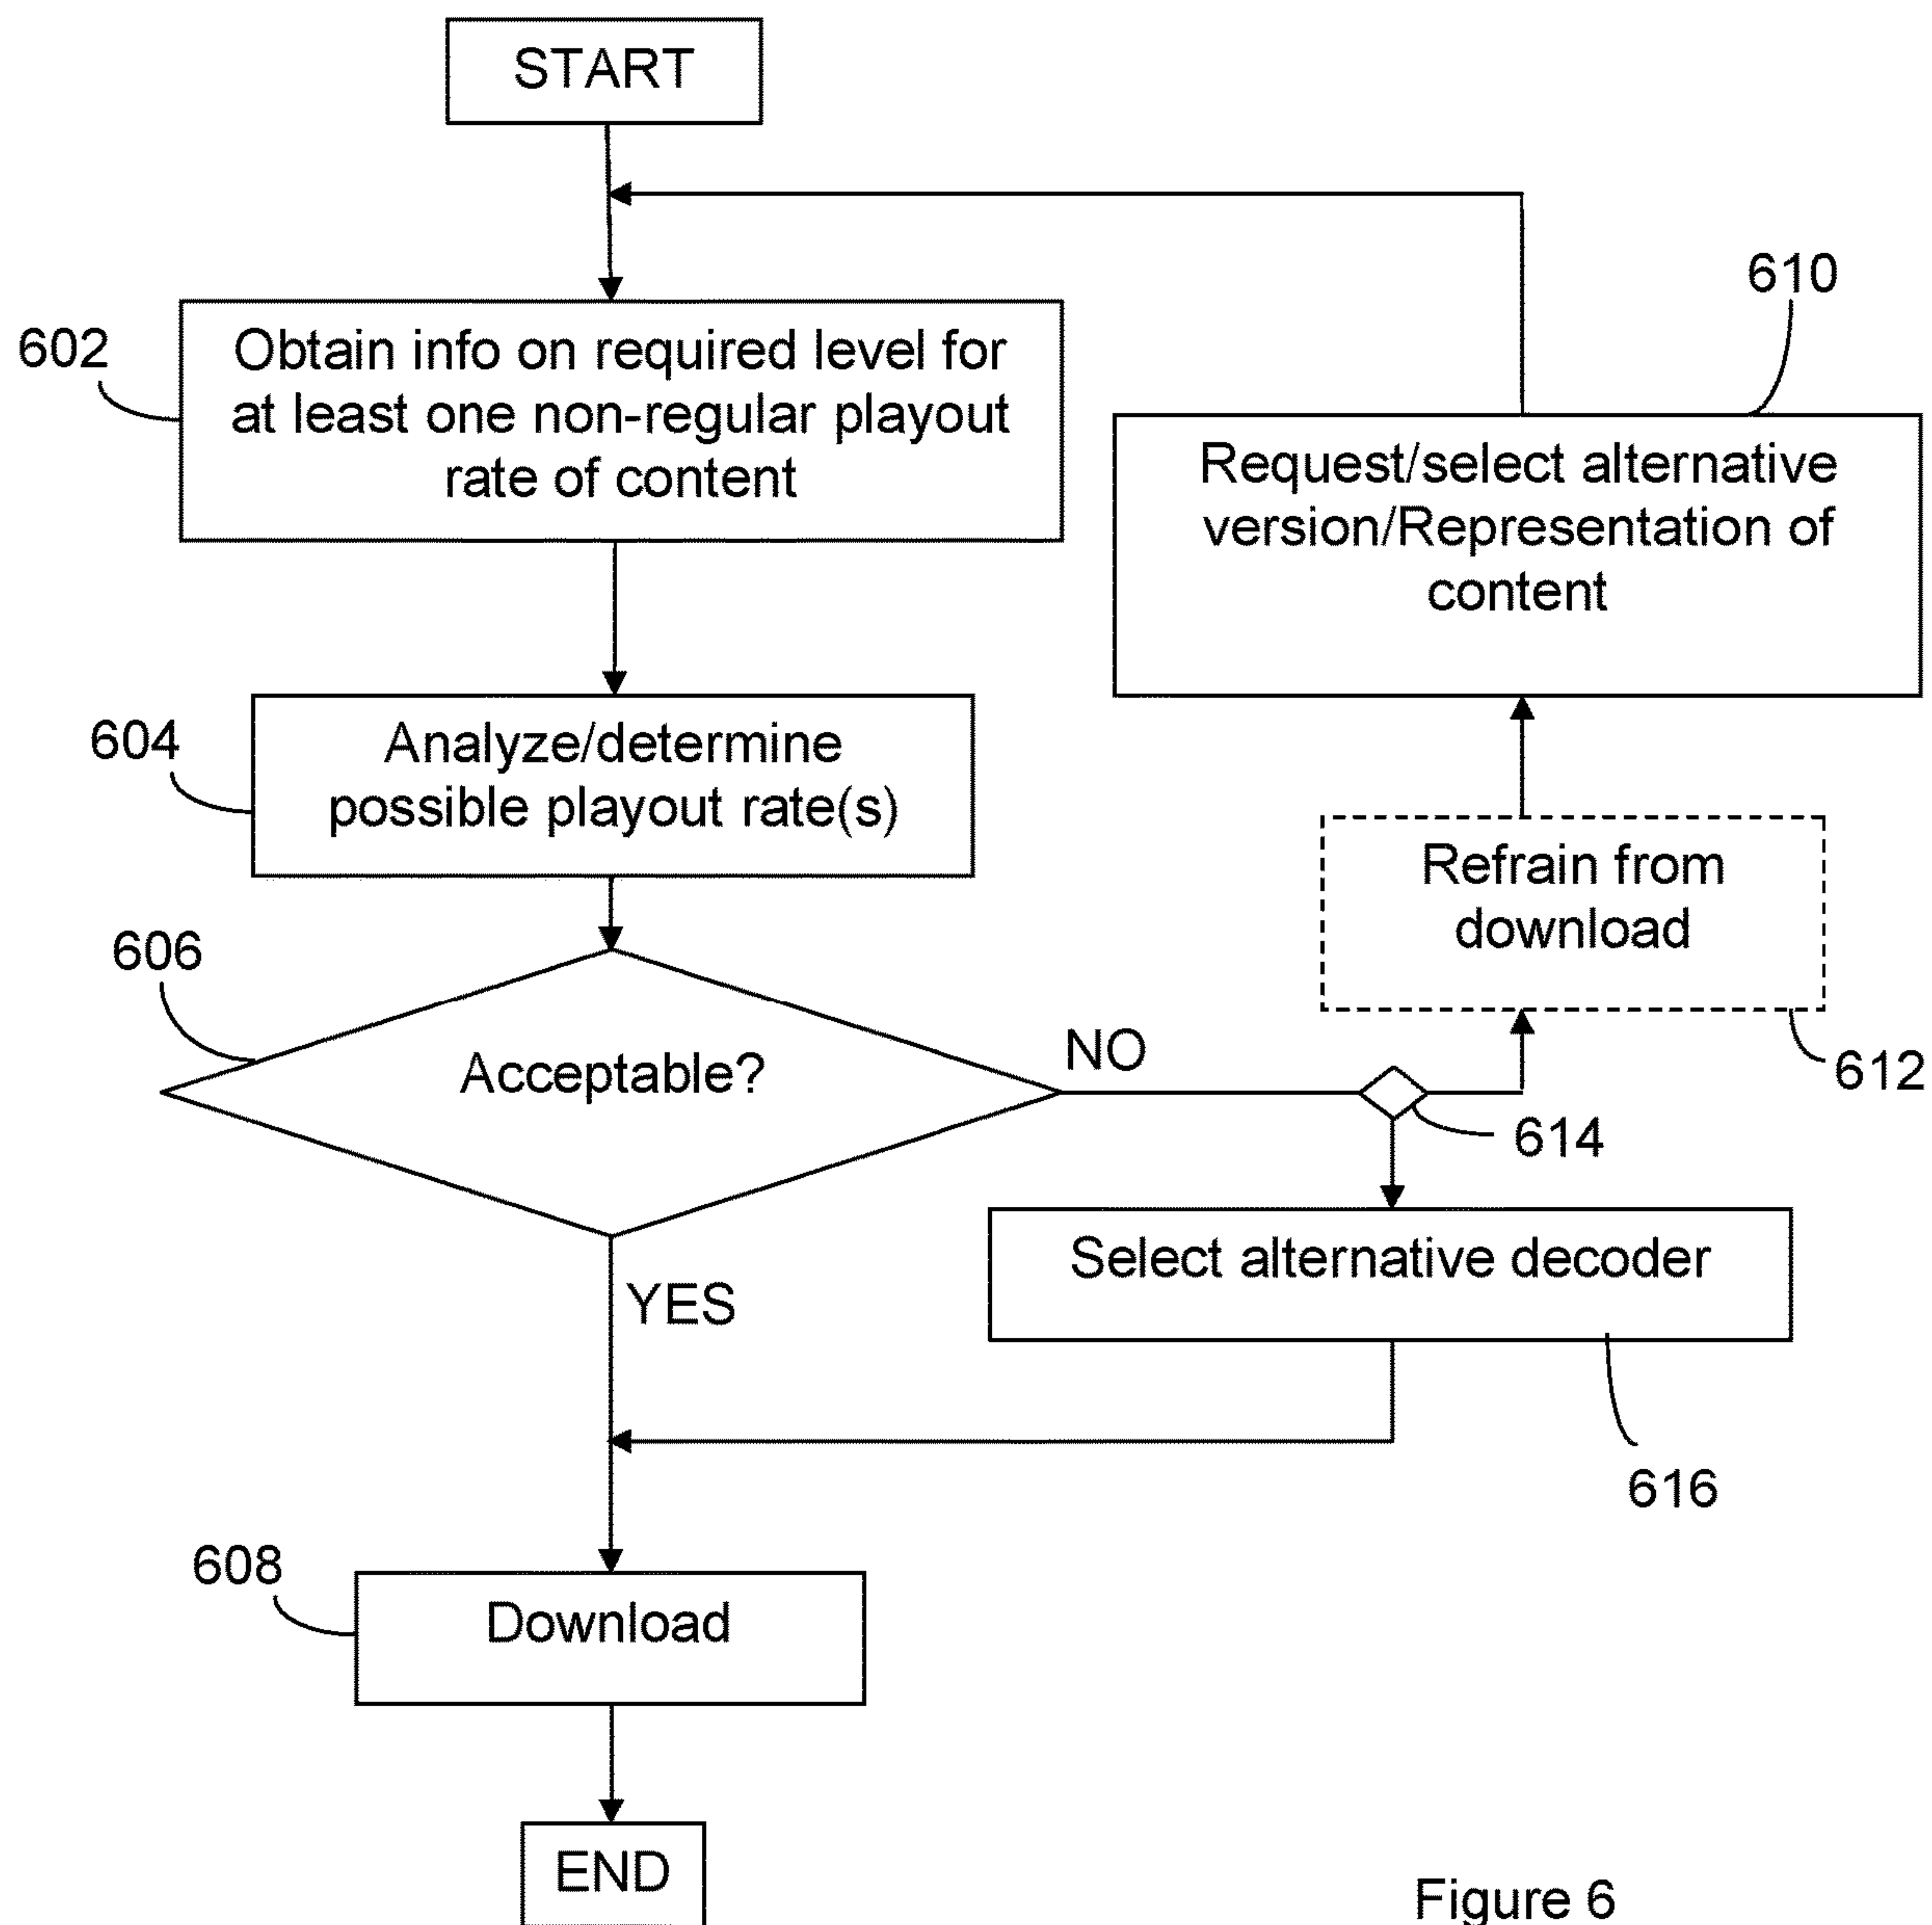 START
602
Obtain info on required level for
at least one non-regular playout
rate of content
610
Request/select alternative
version/Representation of
content
604
Analyze/determine
possible playout rate(s)
Refrain from
download
612
606
Acceptable?
NO
614
YES
Select alternative decoder
616
608
Download
END
Figure 6